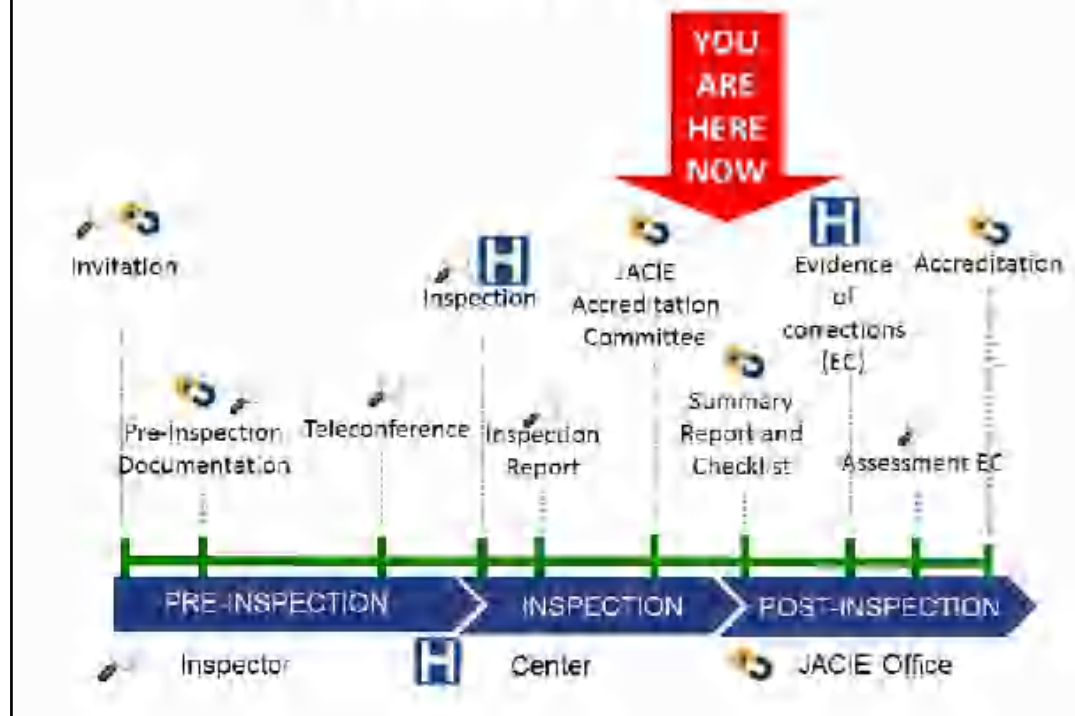 YOU
ARE
HERE
NOW
Invitation
H
Inspection
JACIE
Accreditation
Committee
H
Evidence
of
corrections
(EC)
Accreditation
Pre-Inspection
Documentation
Teleconference
Inspection
Report
Summary
Report and
Checklist
Assessment EC
PRE-INSPECTION
INSPECTION
POST-INSPECTION
Inspector
H
Center
JACIE Office